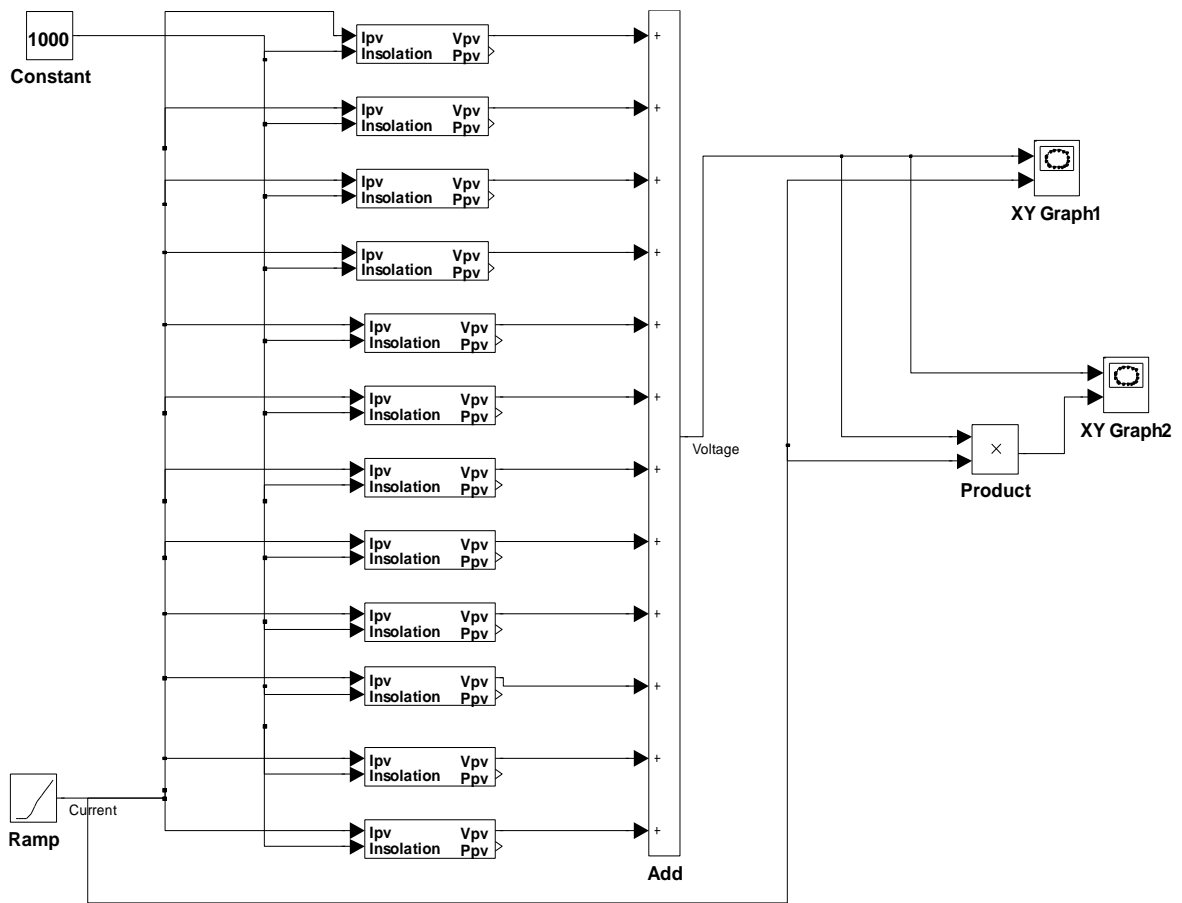 1000
Constant
Ipv Vpv
Insolation Ppv
+
Ipv Vpv
Insolation Ppv
+
Ipv Vpv
Insolation Ppv
+
Ipv Vpv
Insolation Ppv
+
Ipv Vpv
Insolation Ppv
+
Ipv Vpv
Insolation Ppv
+
Ipv Vpv
Insolation Ppv
+
Ipv Vpv
Insolation Ppv
+
Ipv Vpv
Insolation Ppv
+
Ipv Vpv
Insolation Ppv
+
Ipv Vpv
Insolation Ppv
+
Ipv Vpv
Insolation Ppv
+
Add
Ramp
Current
Voltage
XY Graph1
XY Graph2
×
Product